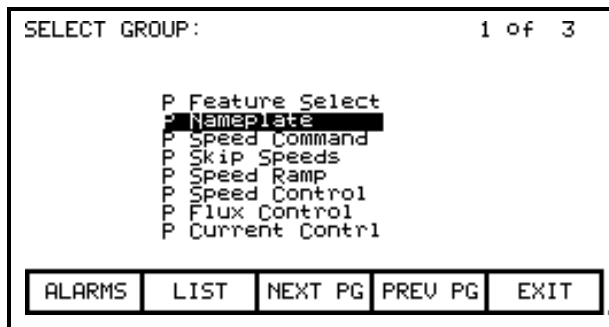 SELECT GROUP: 1 of 3
P Feature Select
P Nameplate
P Speed Command
P Skip Speeds
P Speed Ramp
P Speed Control
P Flux Control
P Current Contrl
ALARMS LIST NEXT PG PREV PG EXIT